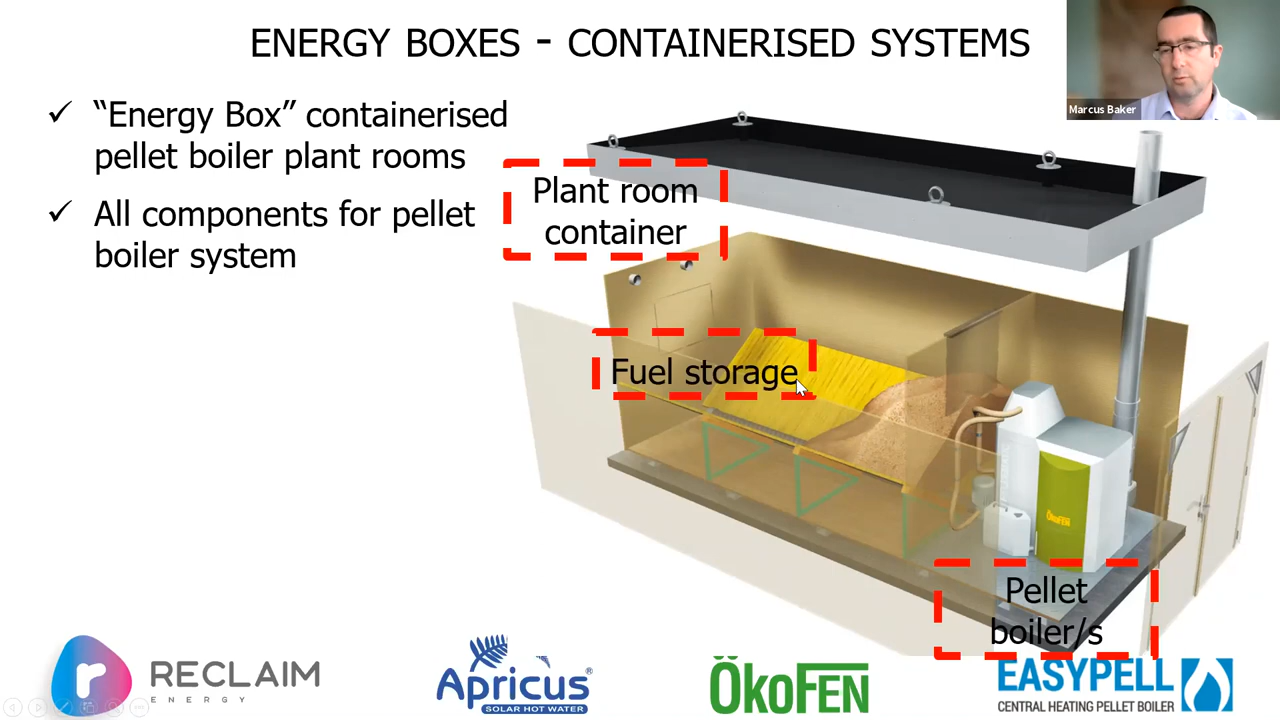 ENERGY BOXES - CONTAINERISED SYSTEMS
Marcus Baker
✓ “Energy Box” containerised
pellet boiler plant rooms
✓ All components for pellet
boiler system
Plant room
container
Fuel storage
ÖkoFEN
Pellet
boiler/s
RECLAIM
ENERGY
Apricus®
SOLAR HOT WATER
ÖkoFEN
EASYPELL
CENTRAL HEATING PELLET BOILER